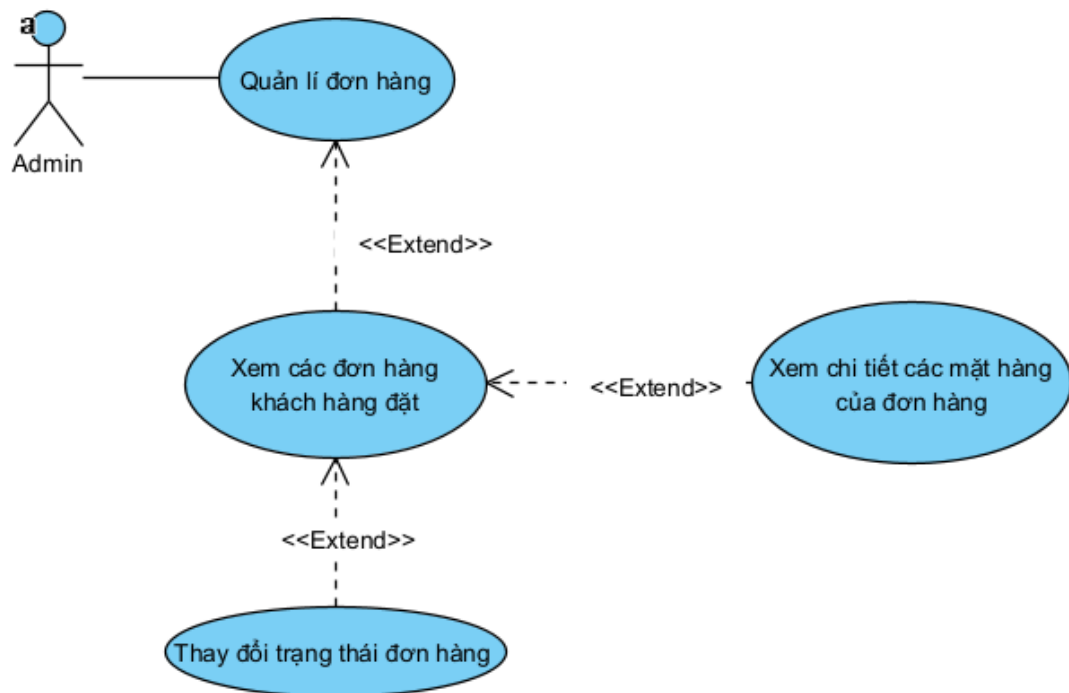 a
Quản lí đơn hàng
Admin
<<Extend>>
Xem các đơn hàng
khách hàng đặt
<<Extend>>
Xem chi tiết các mặt hàng
của đơn hàng
<<Extend>>
Thay đổi trạng thái đơn hàng